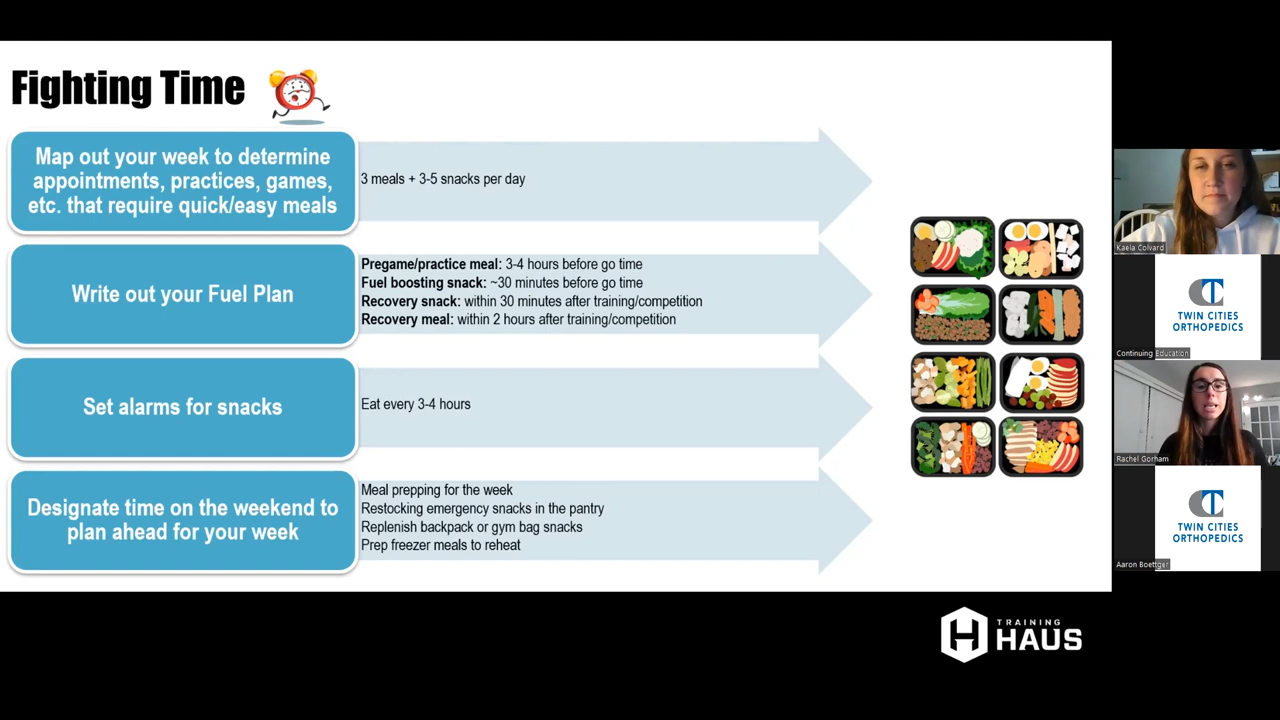 Fighting Time
Map out your week to determine
appointments, practices, games,
etc. that require quick/easy meals
3 meals + 3-5 snacks per day
Write out your Fuel Plan
Pregame/practice meal: 3-4 hours before go time
Fuel boosting snack: ~30 minutes before go time
Recovery snack: within 30 minutes after training/competition
Recovery meal: within 2 hours after training/competition
Set alarms for snacks
Eat every 3-4 hours
Designate time on the weekend to
plan ahead for your week
Meal prepping for the week
Restocking emergency snacks in the pantry
Replenish backpack or gym bag snacks
Prep freezer meals to reheat
Kaela Colvard
TWIN CITIES
ORTHOPEDICS
Continuing Education
Rachel Gorham
TWIN CITIES
ORTHOPEDICS
Aaron Boettger
TRAINING
HAUS